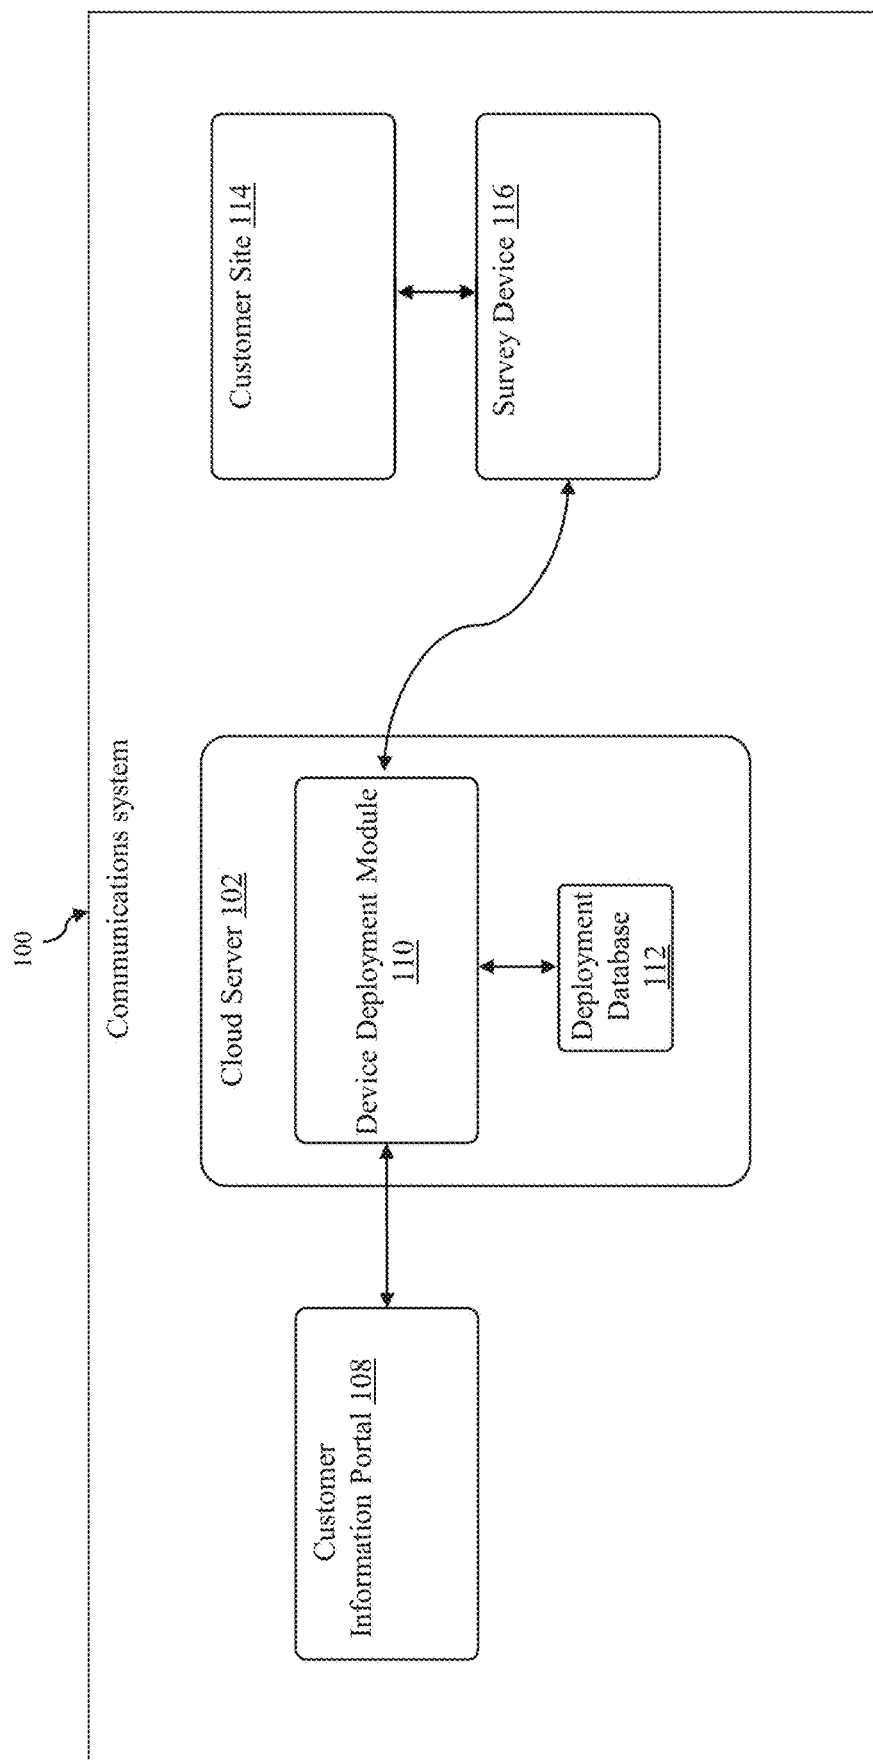 100
Communications system
Customer
Information Portal 108
Cloud Server 102
Device Deployment Module
110
Deployment
Database
112
Customer Site 114
Survey Device 116